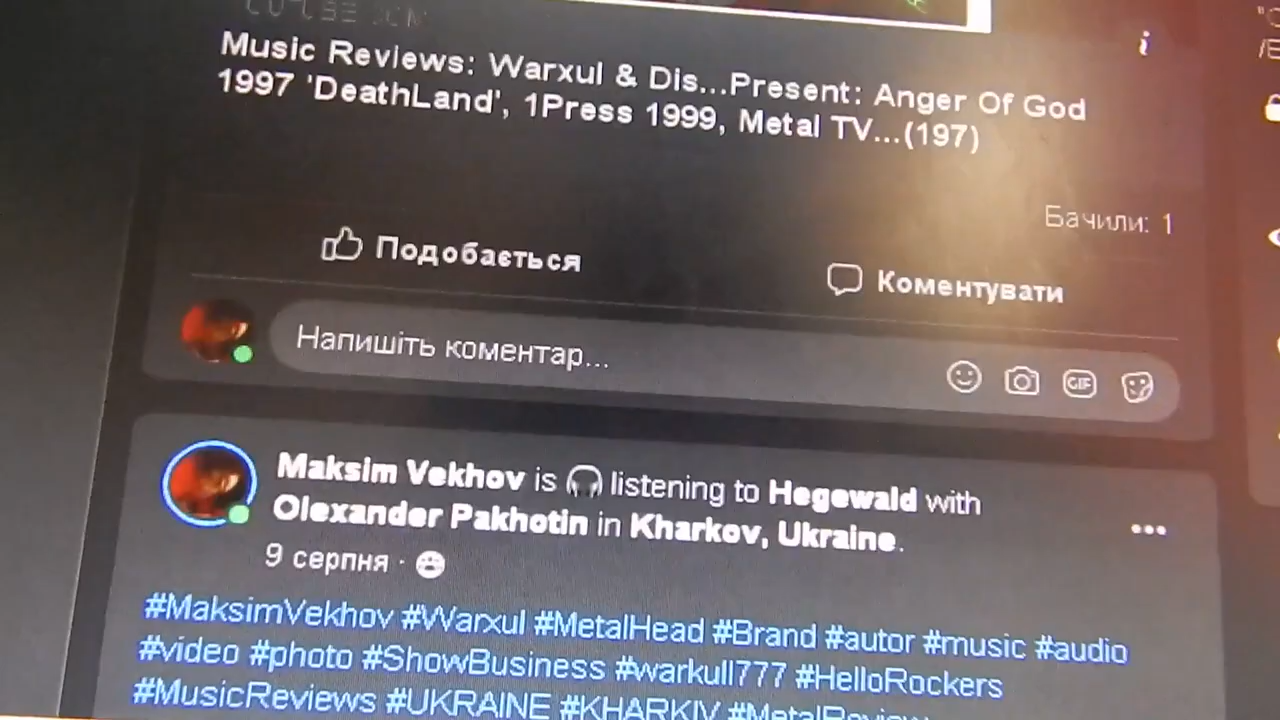 Music Reviews: Warxul & Dis...Present: Anger Of God
1997 'DeathLand', 1Press 1999, Metal TV...(197)
Бачили: 1
Подобається
Коментувати
Напишіть коментар...
GIF
Maksim Vekhov is listening to Hegewald with
Olexander Pakhotin in Kharkov, Ukraine.
9 серпня ·
#MaksimVekhov #Warxul #MetalHead #Brand #autor #music #audio
#video #photo #ShowBusiness #warkull777 #HelloRockers
#MusicReviews #UKRAINE #KHARKIV